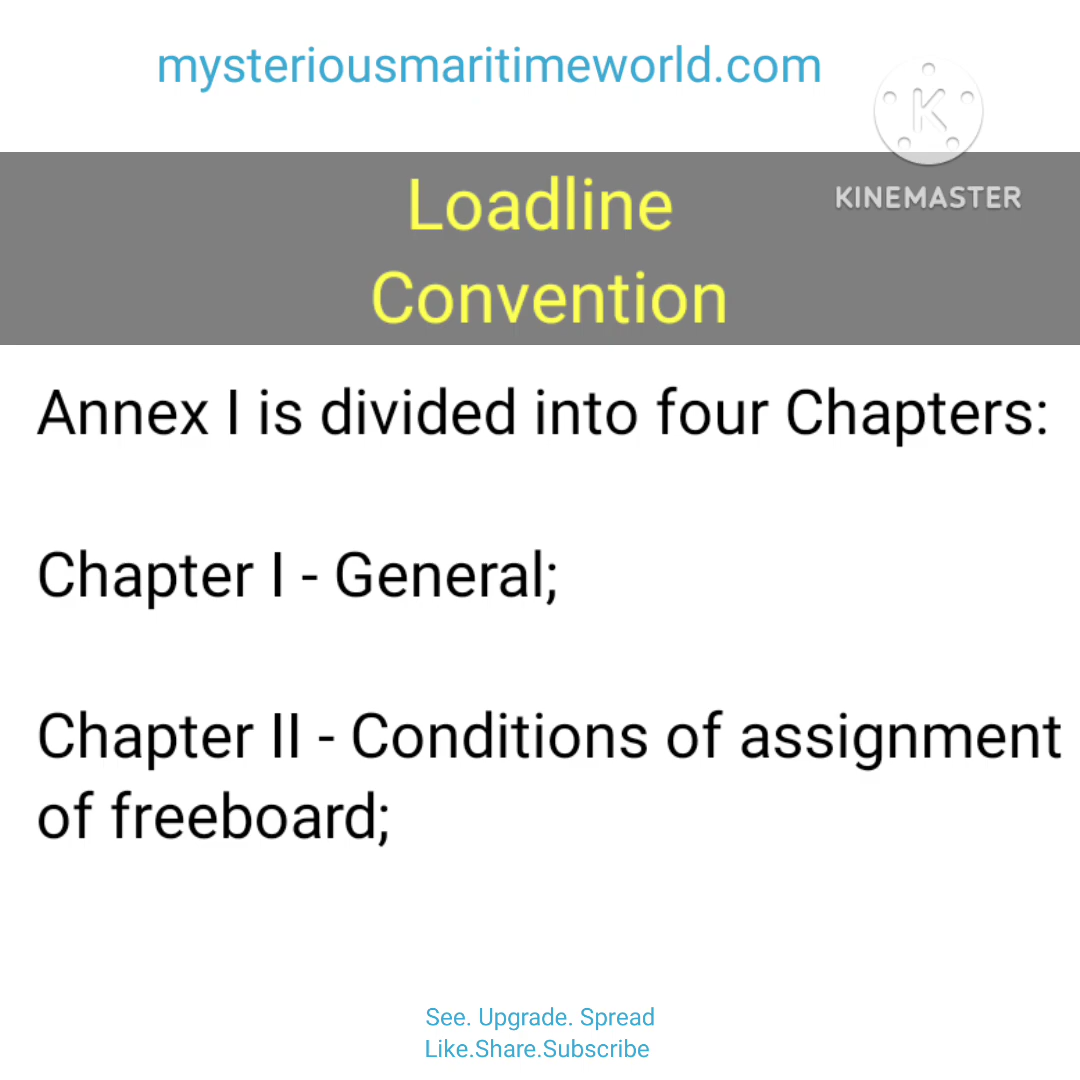 mysteriousmaritimeworld.com
K
KINEMASTER
Loadline
Convention
Annex I is divided into four Chapters:
Chapter I - General;
Chapter II - Conditions of assignment
of freeboard;
See. Upgrade. Spread
Like.Share.Subscribe